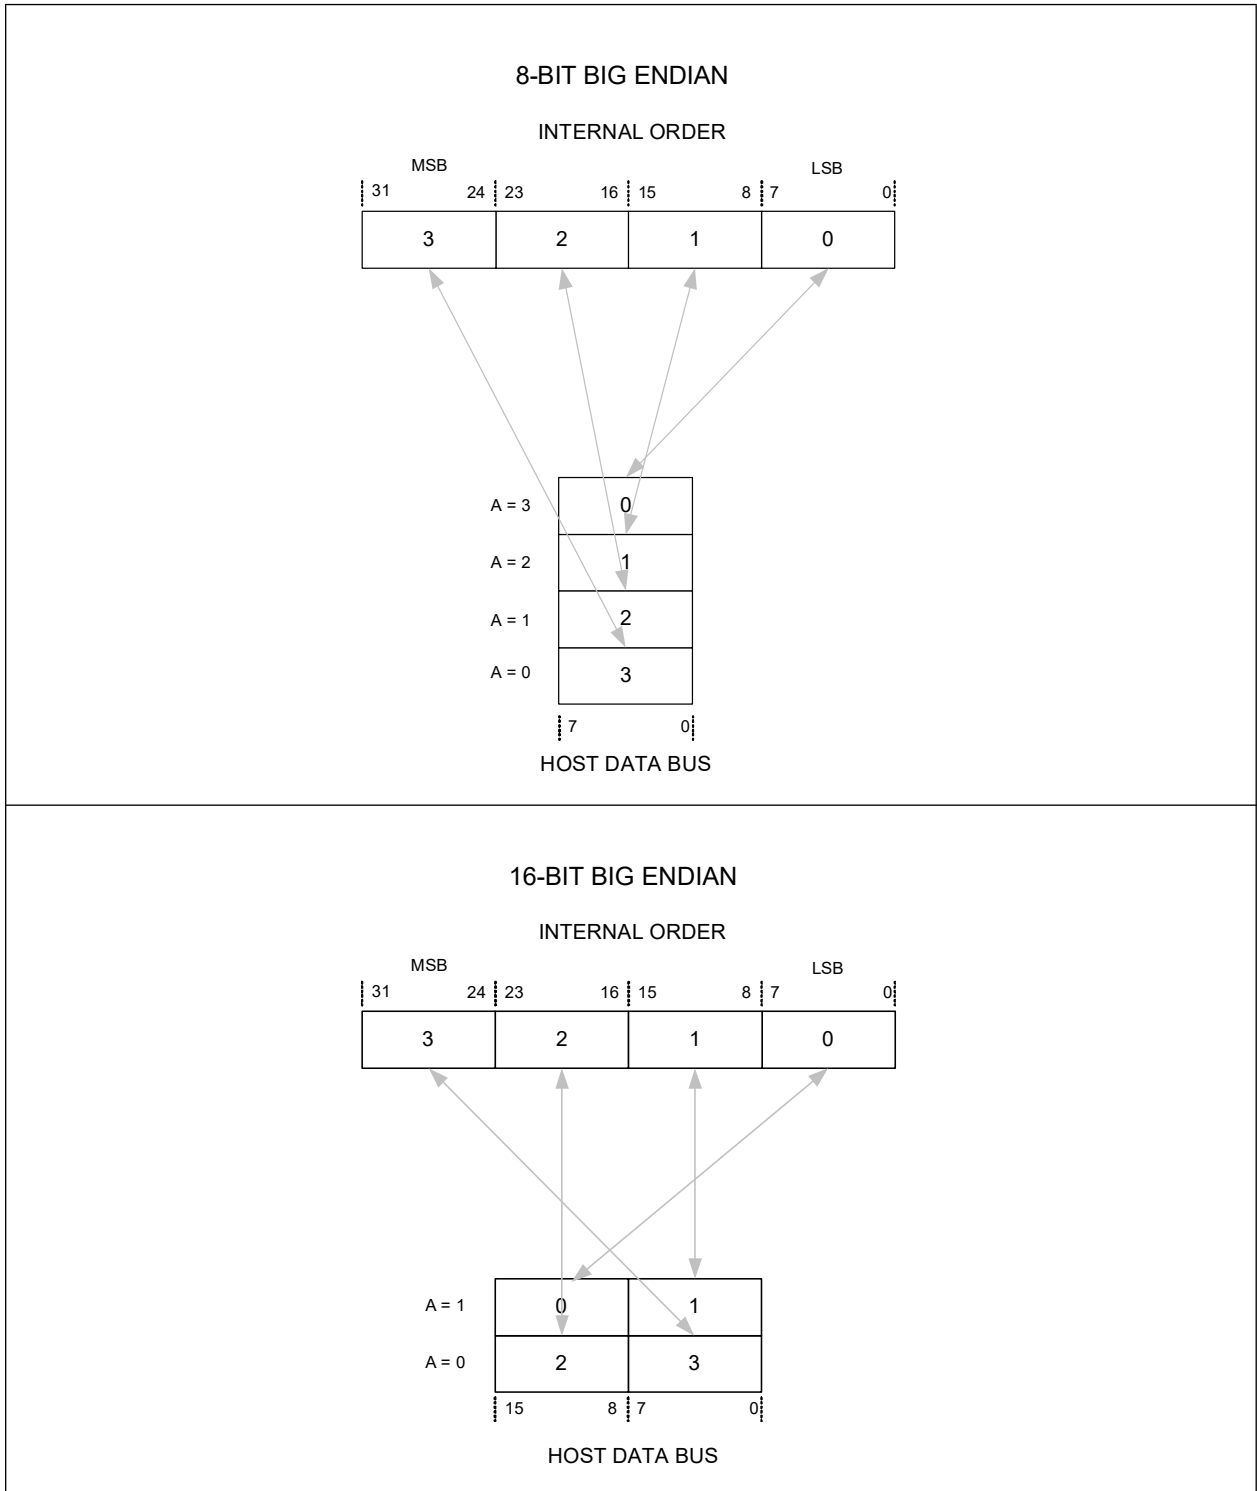 8-BIT BIG ENDIAN
INTERNAL ORDER
MSB LSB
31 24 23 16 15 8 7 0
3 2 1 0
A = 3 0
A = 2 1
A = 1 2
A = 0 3
7 0
HOST DATA BUS
16-BIT BIG ENDIAN
INTERNAL ORDER
MSB LSB
31 24 23 16 15 8 7 0
3 2 1 0
A = 1 0 1
A = 0 2 3
15 8 7 0
HOST DATA BUS